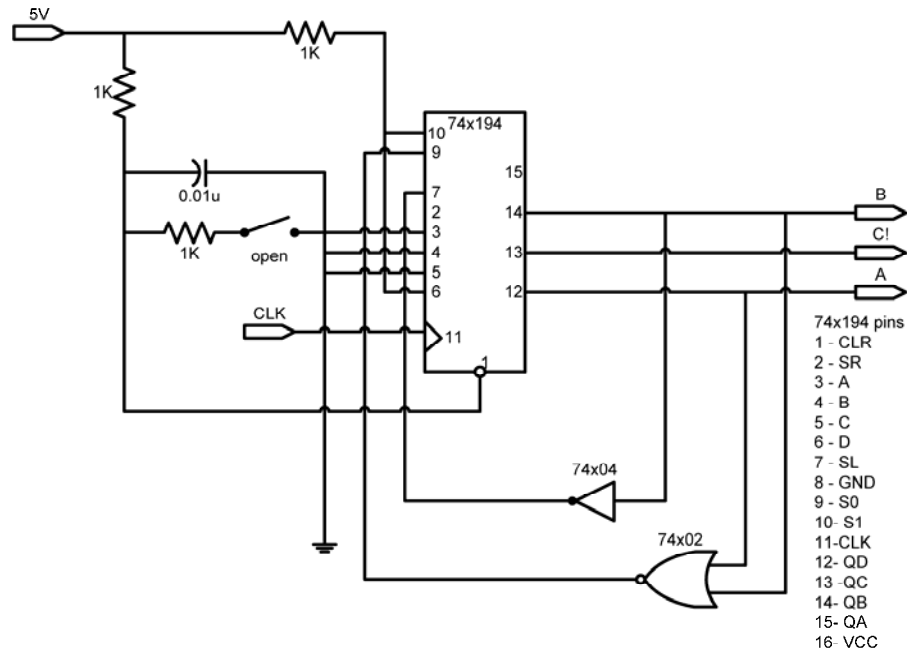 5V
1K
1K
74x194
10
9
15
0.01u
7
2
14
B
3
1K
open
4
13
C!
5
6
12
A
CLK
11
1
74x194 pins
1 - CLR
2 - SR
3 - A
4 - B
5 - C
6 - D
7 - SL
8 - GND
9 - S0
10- S1
11-CLK
12- QD
13 - QC
14- QB
15- QA
16- VCC
74x04
74x02